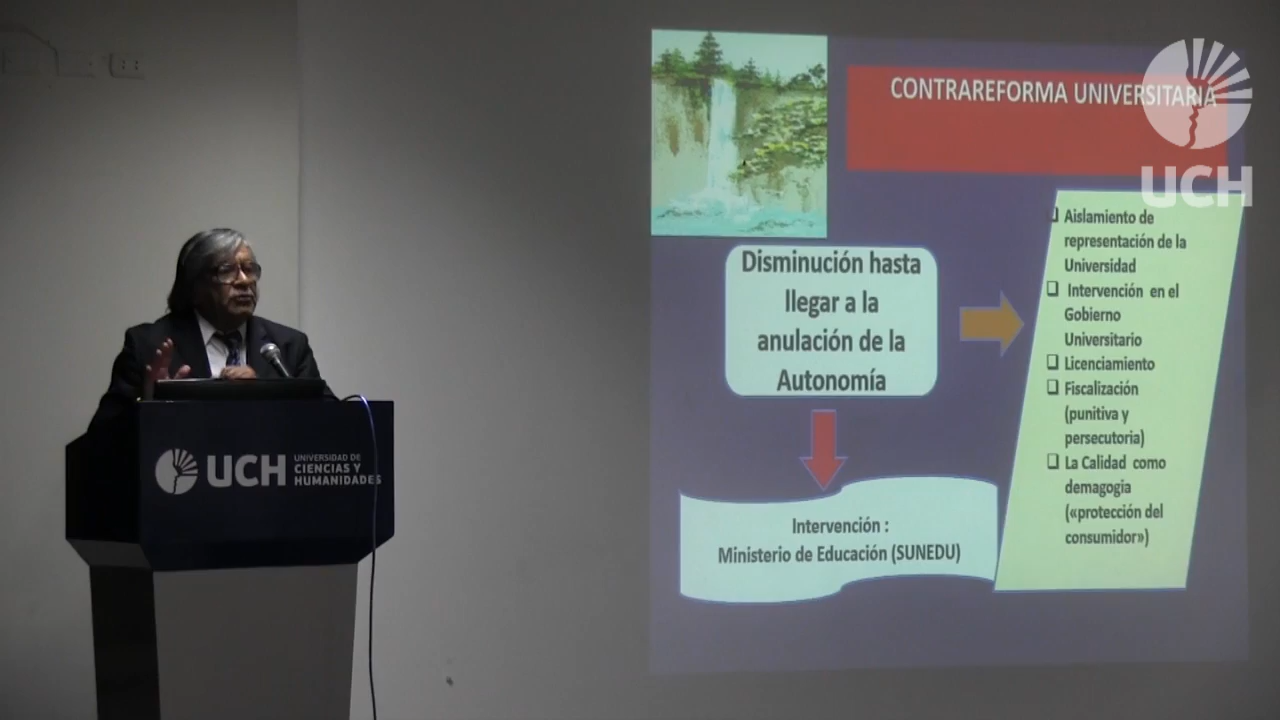 CONTRAREFORMA UNIVERSITARIA
UCH
Disminución hasta
llegar a la
anulación de la
Autonomía
Aislamiento de
representación de la
Universidad
Intervención en el
Gobierno
Universitario
Licenciamiento
Fiscalización
(punitiva y
persecutoria)
La Calidad como
demagogia
(«protección del
consumidor»)
Intervención :
Ministerio de Educación (SUNEDU)
UCH
UNIVERSIDAD DE
CIENCIAS Y
HUMANIDADES